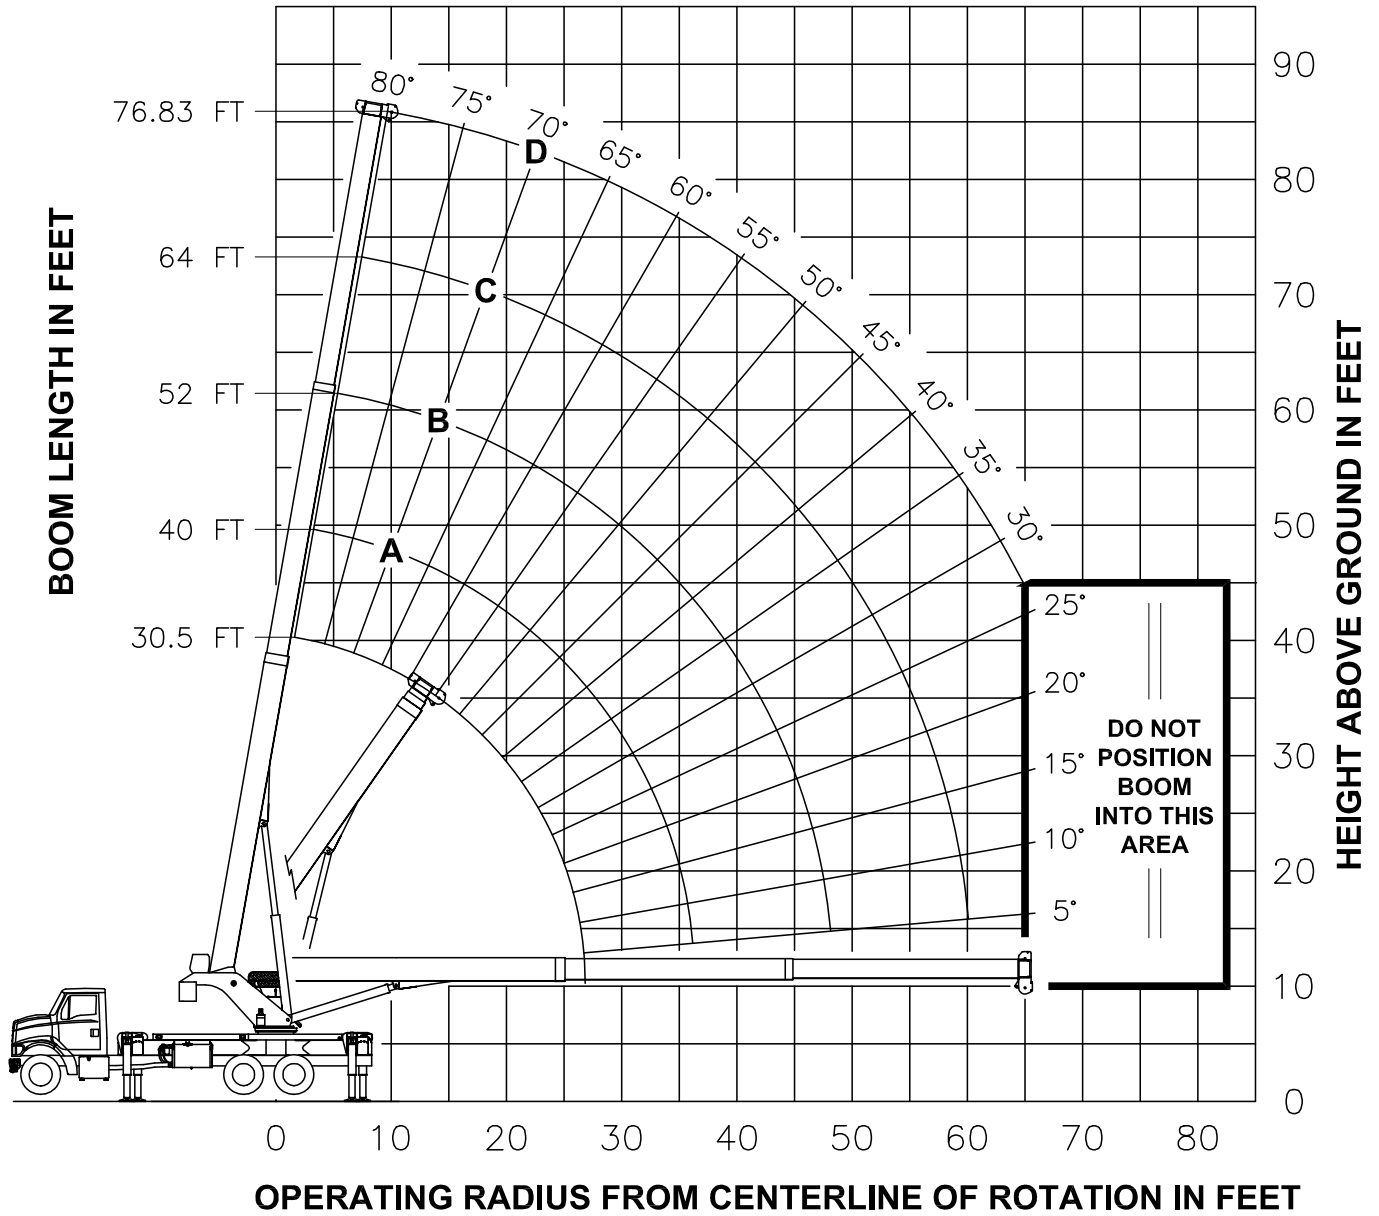 BOOM LENGTH IN FEET
76.83 FT
64 FT
52 FT
40 FT
30.5 FT
80°
75°
70°
65°
60°
55°
50°
45°
40°
35°
30°
25°
20°
15°
10°
5°
D
C
B
A
DO NOT
POSITION
BOOM
INTO THIS
AREA
90
80
70
60
50
40
30
20
10
0
HEIGHT ABOVE GROUND IN FEET
0 10 20 30 40 50 60 70 80
OPERATING RADIUS FROM CENTERLINE OF ROTATION IN FEET